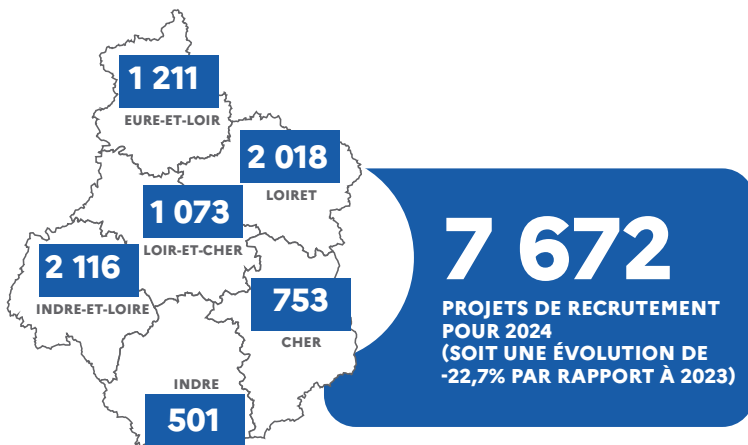 1 211
EURE-ET-LOIR
2 018
LOIRET
1 073
LOIR-ET-CHER
2 116
INDRE-ET-LOIRE
753
CHER
INDRE
501
7 672
PROJETS DE RECRUTEMENT
POUR 2024
(SOIT UNE ÉVOLUTION DE
-22,7% PAR RAPPORT À 2023)